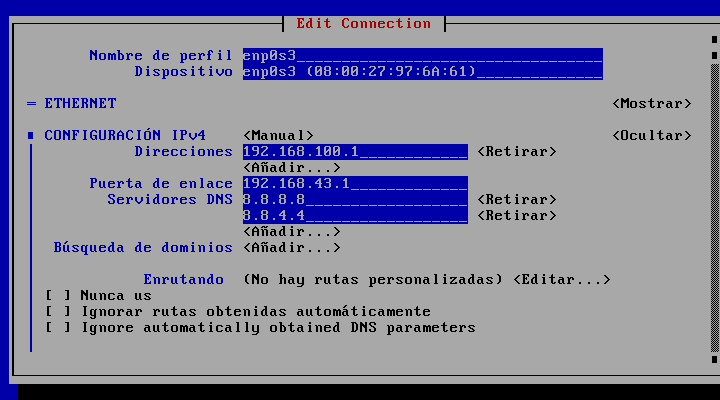 Edit Connection
Nombre de perfil enp0s3
Dispositivo enp0s3 (08:00:27:97:6A:61)
= ETHERNET <Mostrar>
CONFIGURACIÓN IPv4 <Manual> <Ocultar>
Direcciones 192.168.100.1 <Retirar>
<Añadir...>
Puerta de enlace 192.168.43.1
Servidores DNS 8.8.8.8 <Retirar>
8.8.4.4 <Retirar>
<Añadir...>
Búsqueda de dominios <Añadir...>
Enrutando (No hay rutas personalizadas) <Editar...>
[ ] Nunca us
[ ] Ignorar rutas obtenidas automáticamente
[ ] Ignore automatically obtained DNS parameters